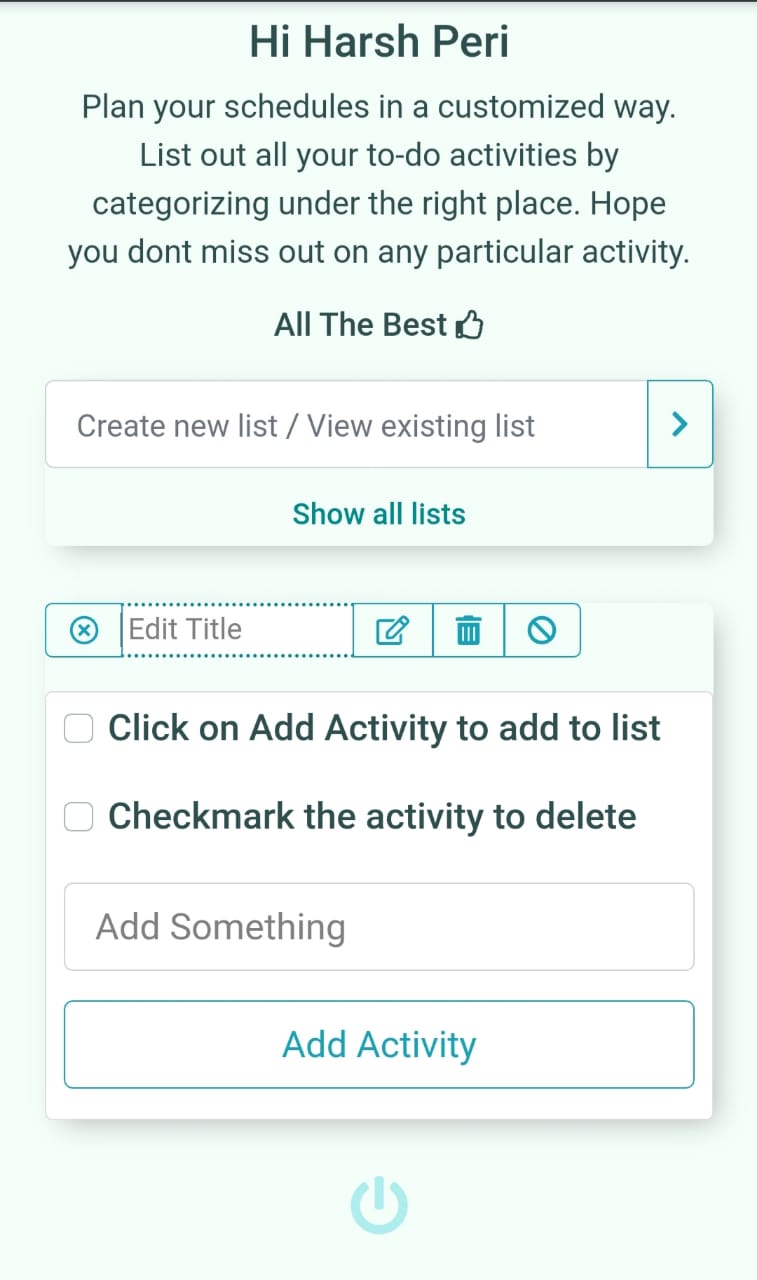 Hi Harsh Peri
Plan your schedules in a customized way.
List out all your to-do activities by
categorizing under the right place. Hope
you dont miss out on any particular activity.
All The Best
Create new list / View existing list
Show all lists
Edit Title
Click on Add Activity to add to list
Checkmark the activity to delete
Add Something
Add Activity